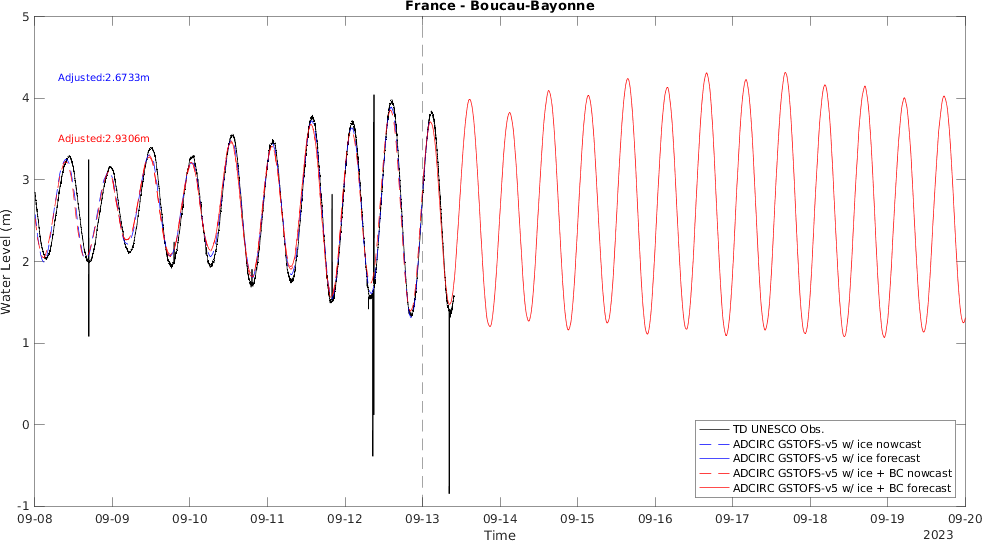 France - Boucau-Bayonne
5
4
3
2
1
0
-1
Water Level (m)
Adjusted:2.6733m
Adjusted:2.9306m
TD UNESCO Obs.
ADCIRC GSTOFS-v5 w/ ice nowcast
ADCIRC GSTOFS-v5 w/ ice forecast
ADCIRC GSTOFS-v5 w/ ice + BC nowcast
ADCIRC GSTOFS-v5 w/ ice + BC forecast
09-08 09-09 09-10 09-11 09-12 09-13 09-14 09-15 09-16 09-17 09-18 09-19 09-20
Time
2023